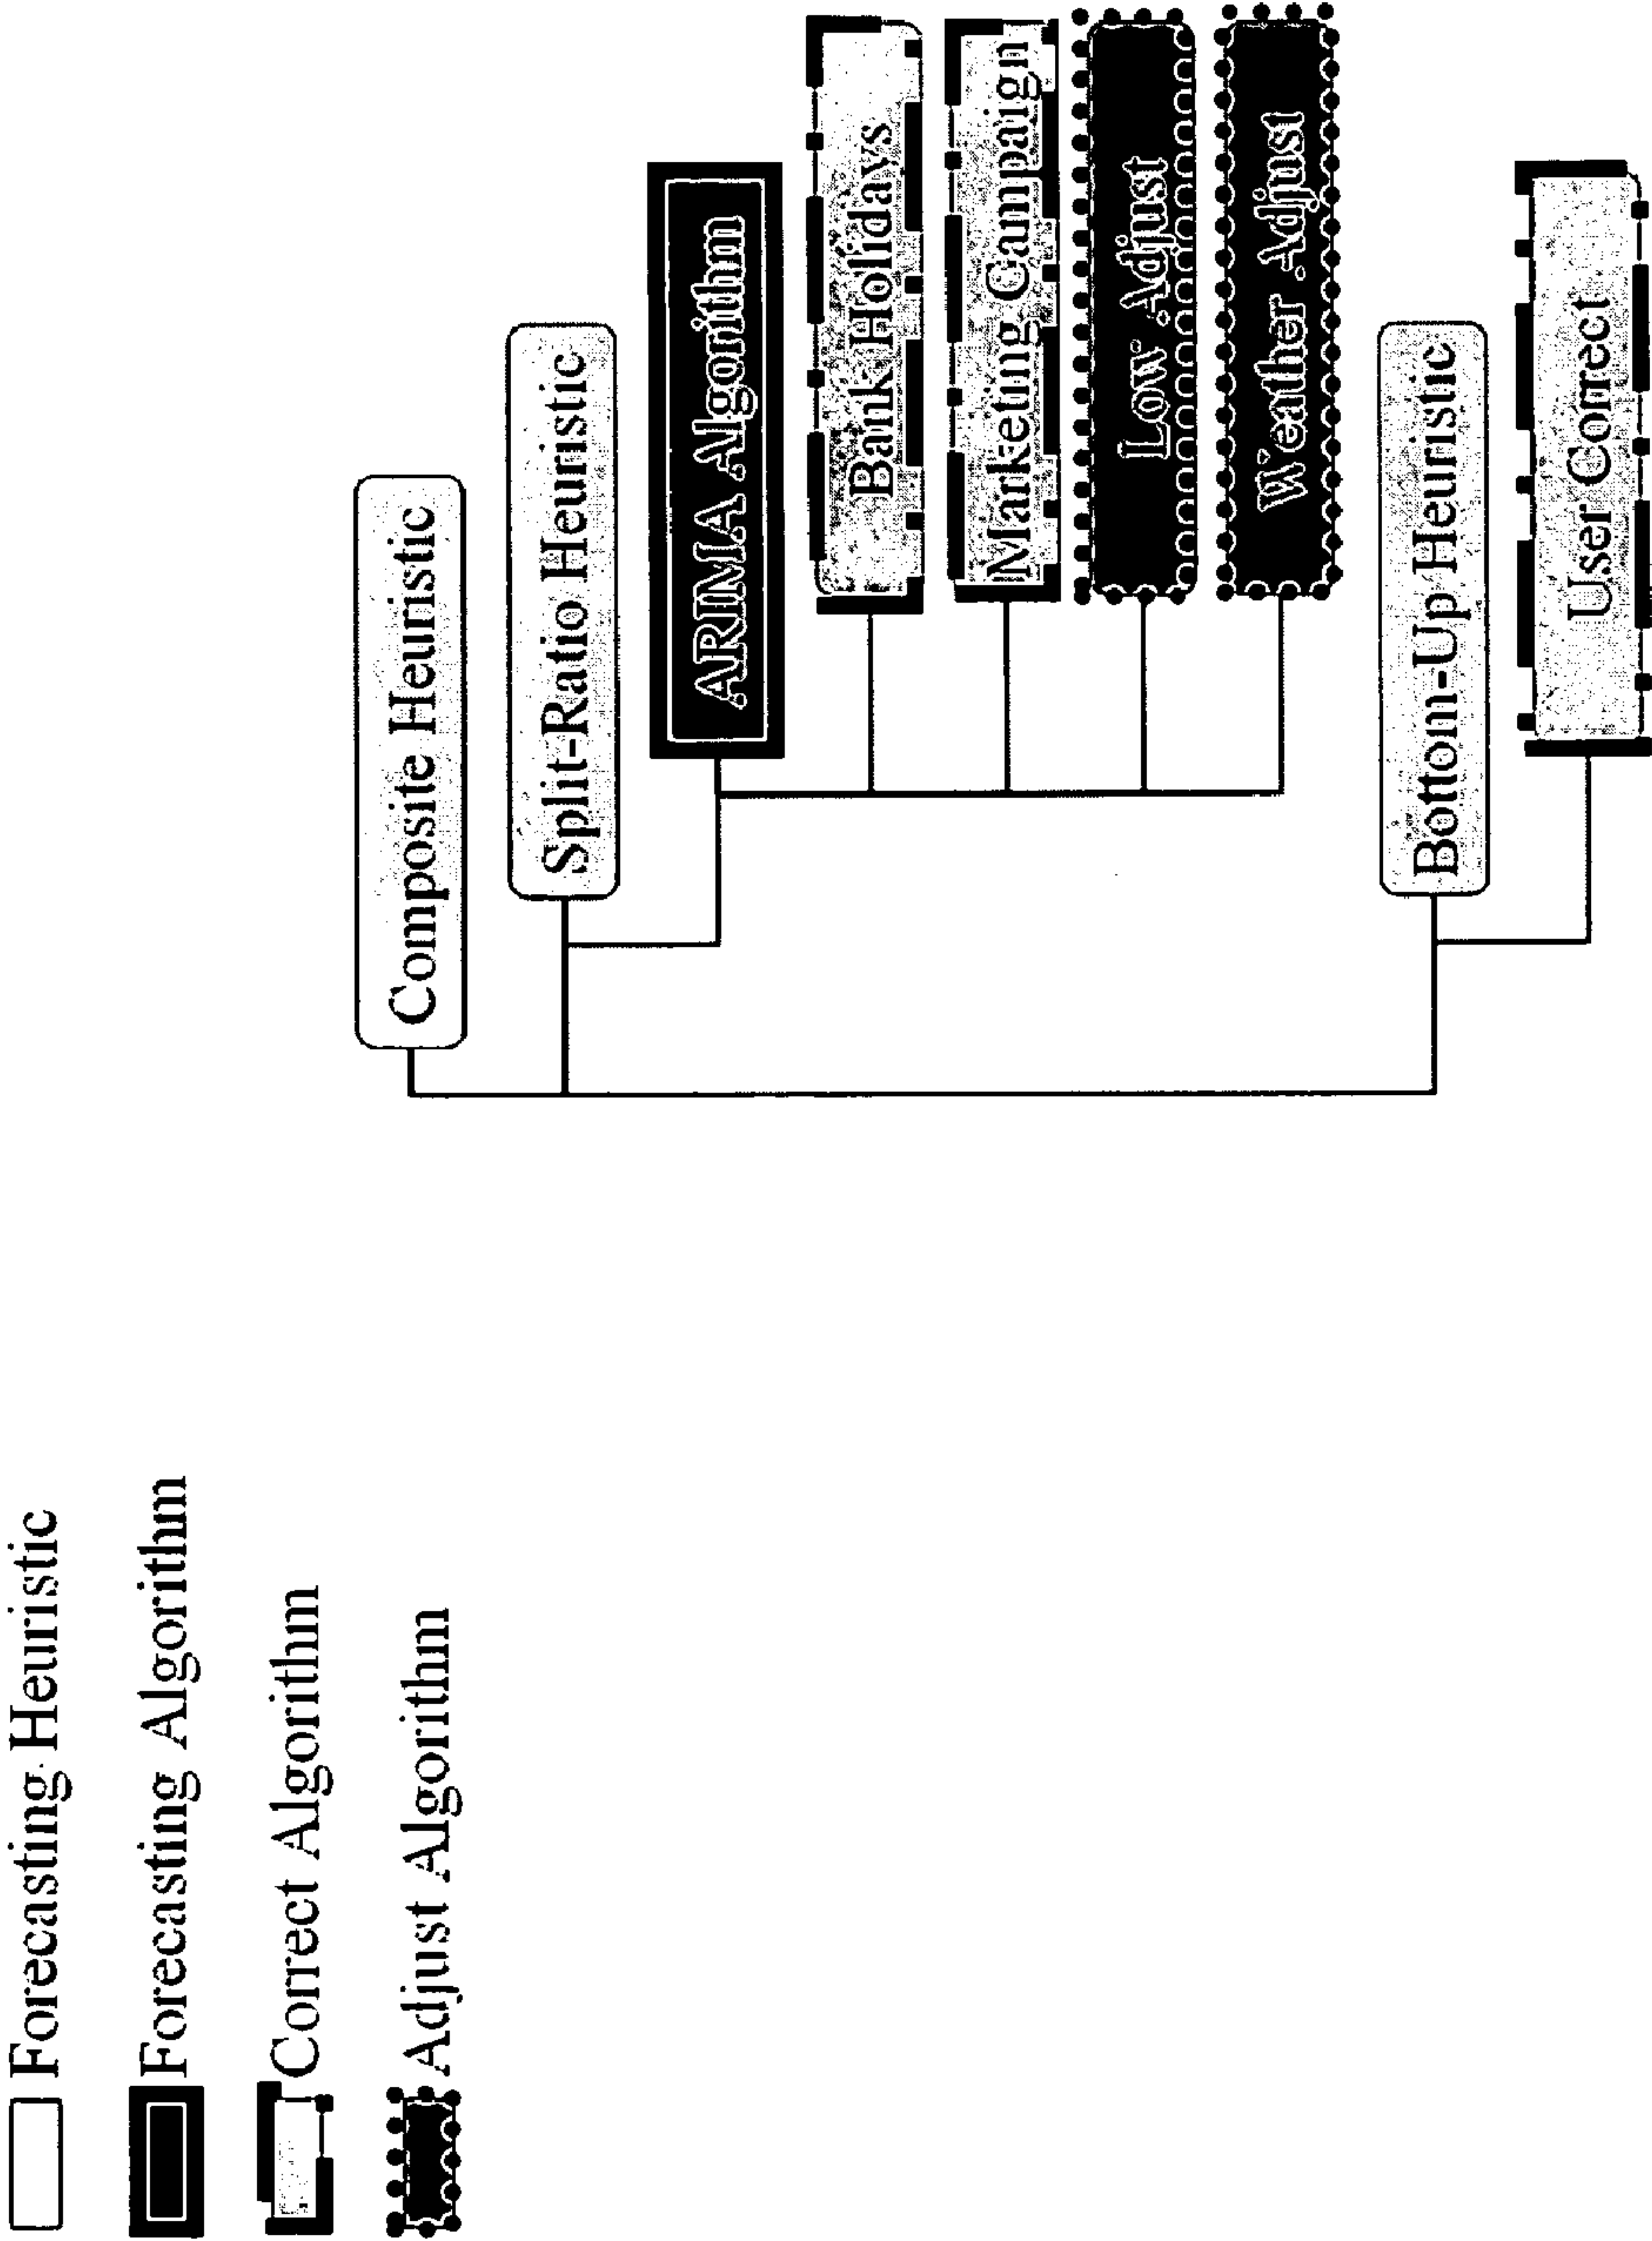 Forecasting Heuristic
Forecasting Algorithm
Correct Algorithm
Adjust Algorithm
Composite Heuristic
Split-Ratio Heuristic
ARIMA Algorithm
Bank Holidays
Marketing Campaign
Low Adjust
Weather Adjust
Bottom-Up Heuristic
User Correct